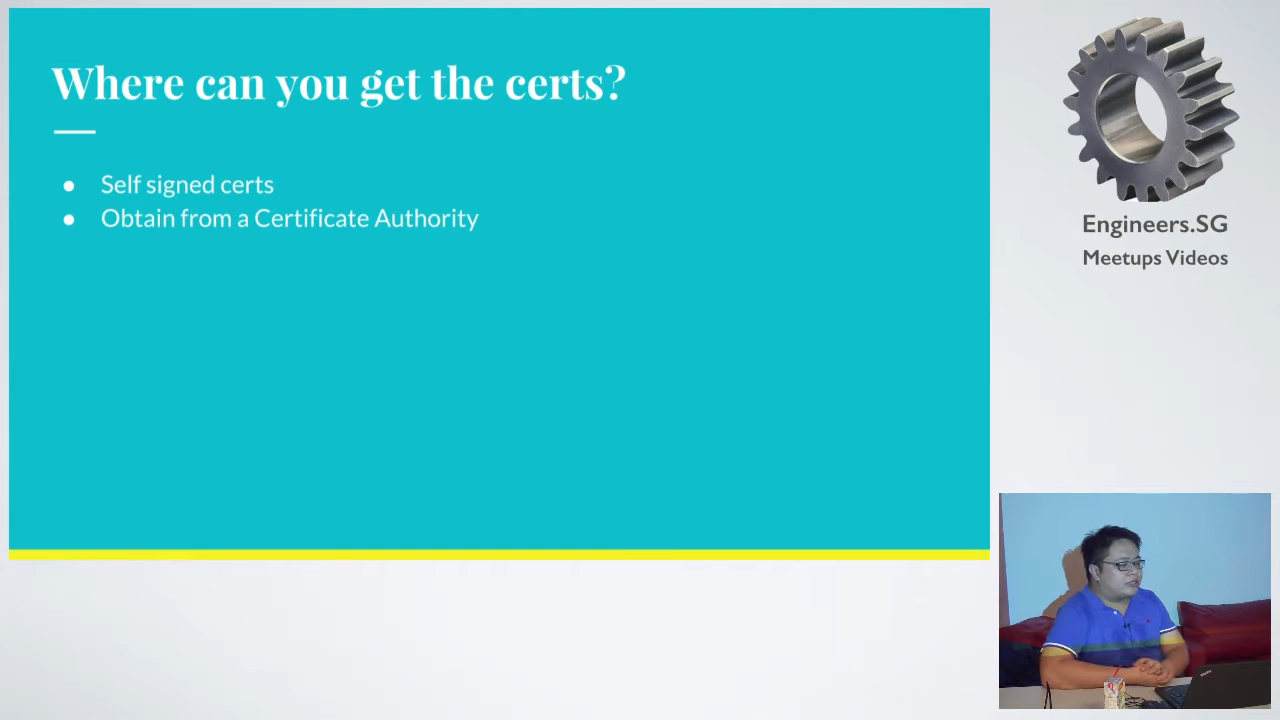 Where can you get the certs?
● Self signed certs
● Obtain from a Certificate Authority
Engineers.SG
Meetups Videos